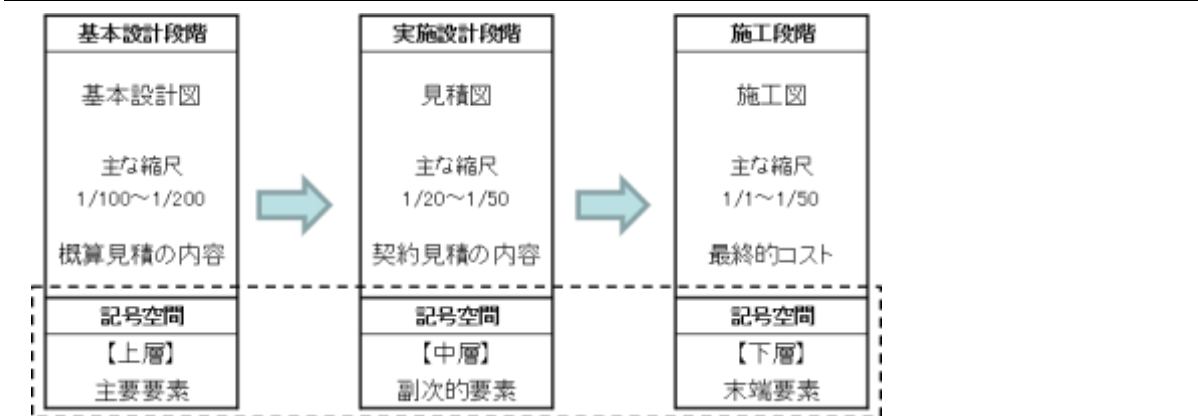 基本設計段階
基本設計図
主な縮尺
1/100～1/200
概算見積の内容
記号空間
【上層】
主要要素
実施設計段階
見積図
主な縮尺
1/20～1/50
契約見積の内容
記号空間
【中層】
副次的要素
施工段階
施工図
主な縮尺
1/1～1/50
最終的コスト
記号空間
【下層】
末端要素